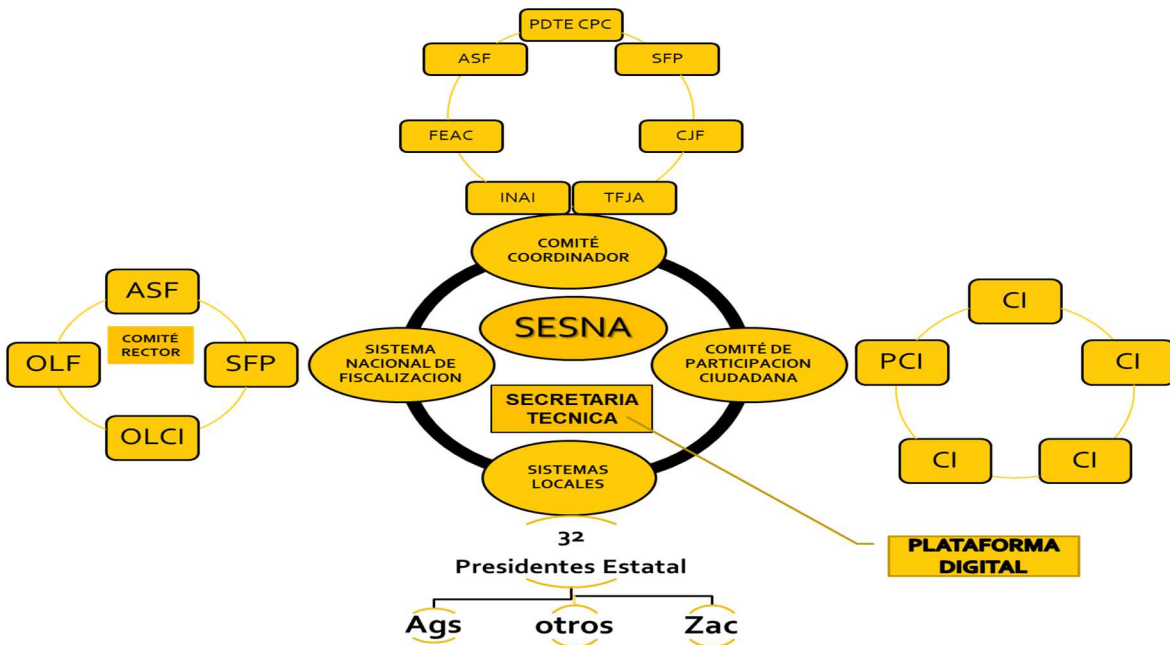 PDTE CPC
ASF
SFP
FEAC
CJF
INAI
TFJA
COMITÉ
COORDINADOR
SESNA
SISTEMA
NACIONAL DE
FISCALIZACION
COMITÉ DE
PARTICIPACION
CIUDADANA
SECRETARIA
TECNICA
SISTEMAS
LOCALES
ASF
COMITÉ
RECTOR
OLF
SFP
OLCI
CI
PCI
CI
CI
CI
PLATAFORMA
DIGITAL
32
Presidentes Estatal
Ags
otros
Zac